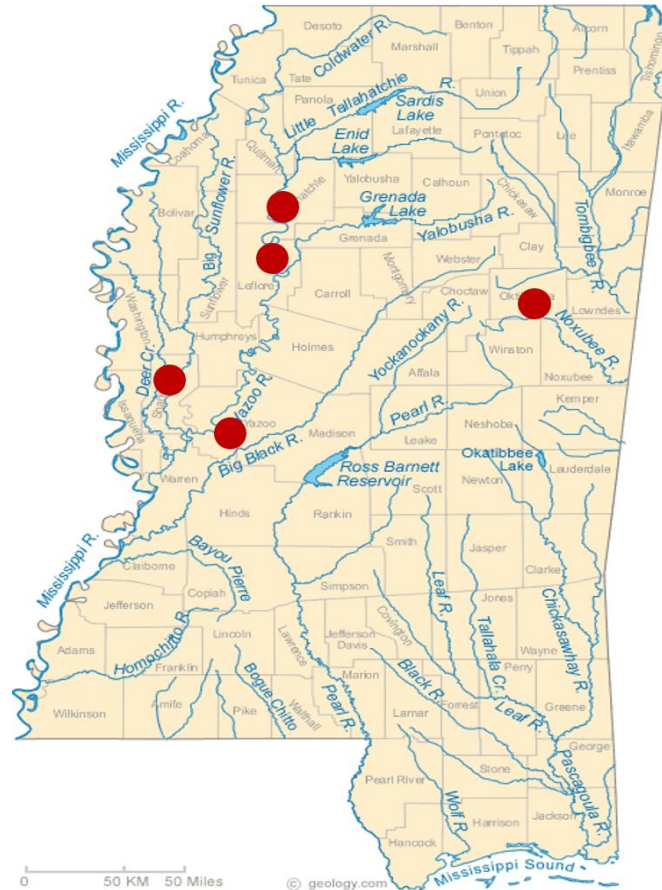 Desoto
Benton
Alcorn
Tippah
Marshall
Coldwater R.
Tishomingo
Prentiss
Tunica
Tate
Union
Panola
Little Tallahatchie R.
Sardis
Lake
Lafayette
Pontotoc
Lee
Itawamba
Mississippi R.
Coahoma
Quitman
Enid
Lake
Yalobusha
Calhoun
Chickasaw
Monroe
Big Sunflower R.
Grenada
Lake
Yalobusha R.
Tombigbee R.
Bolivar
Grenada
Clay
Webster
Leflore
Sunflower
Carroll
Montgomery
Choctaw
Lowndes
Washington
Humphreys
Holmes
Yockanookany R.
Winston
Noxubee R.
Noxubee
Deer Cr.
Attala
Kemper
Issaquena
Yazoo R.
Yazoo
Pearl R.
Neshoba
Madison
Leake
Big Black R.
Okatibbee
Lake
Lauderdale
Warren
Ross Barnett
Reservoir
Newton
Scott
Hinds
Rankin
Mississippi R.
Bayou Pierre
Smith
Jasper
Clarke
Claiborne
Simpson
Leaf R.
Jefferson
Copiah
Covington
Jones
Tallahala Cr.
Chickasawhay R.
Lincoln
Lawrence
Jefferson
Davis
Wayne
Adams
Homochitto R.
Franklin
Marion
Black R.
Perry
Bogue Chitto
Forrest
Greene
Wilkinson
Amite
Pike
Walthall
Pearl R.
Lamar
Leaf R.
George
Stone
Pearl River
Pascagoula R.
Wolf R.
Harrison
Jackson
Hancock
Mississippi Sound
0
50 KM
50 Miles
© geology.com